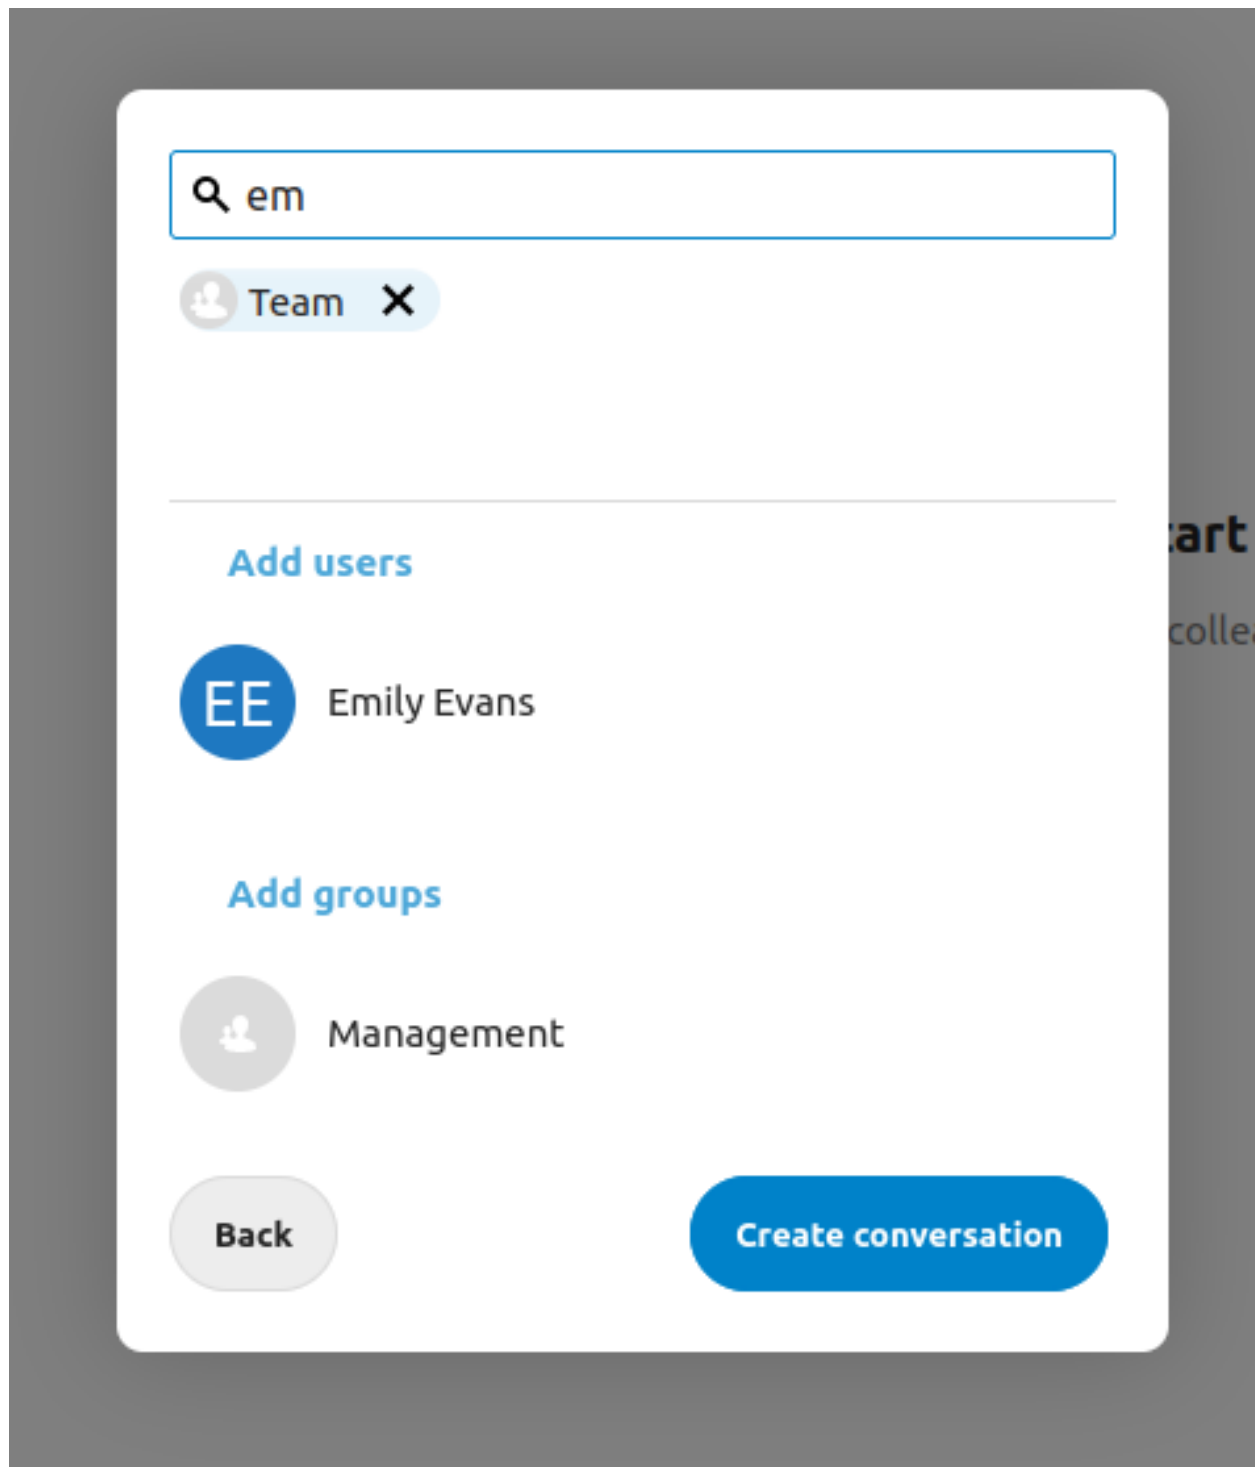 em
Team
Add users
EE Emily Evans
Add groups
Management
Back Create conversation